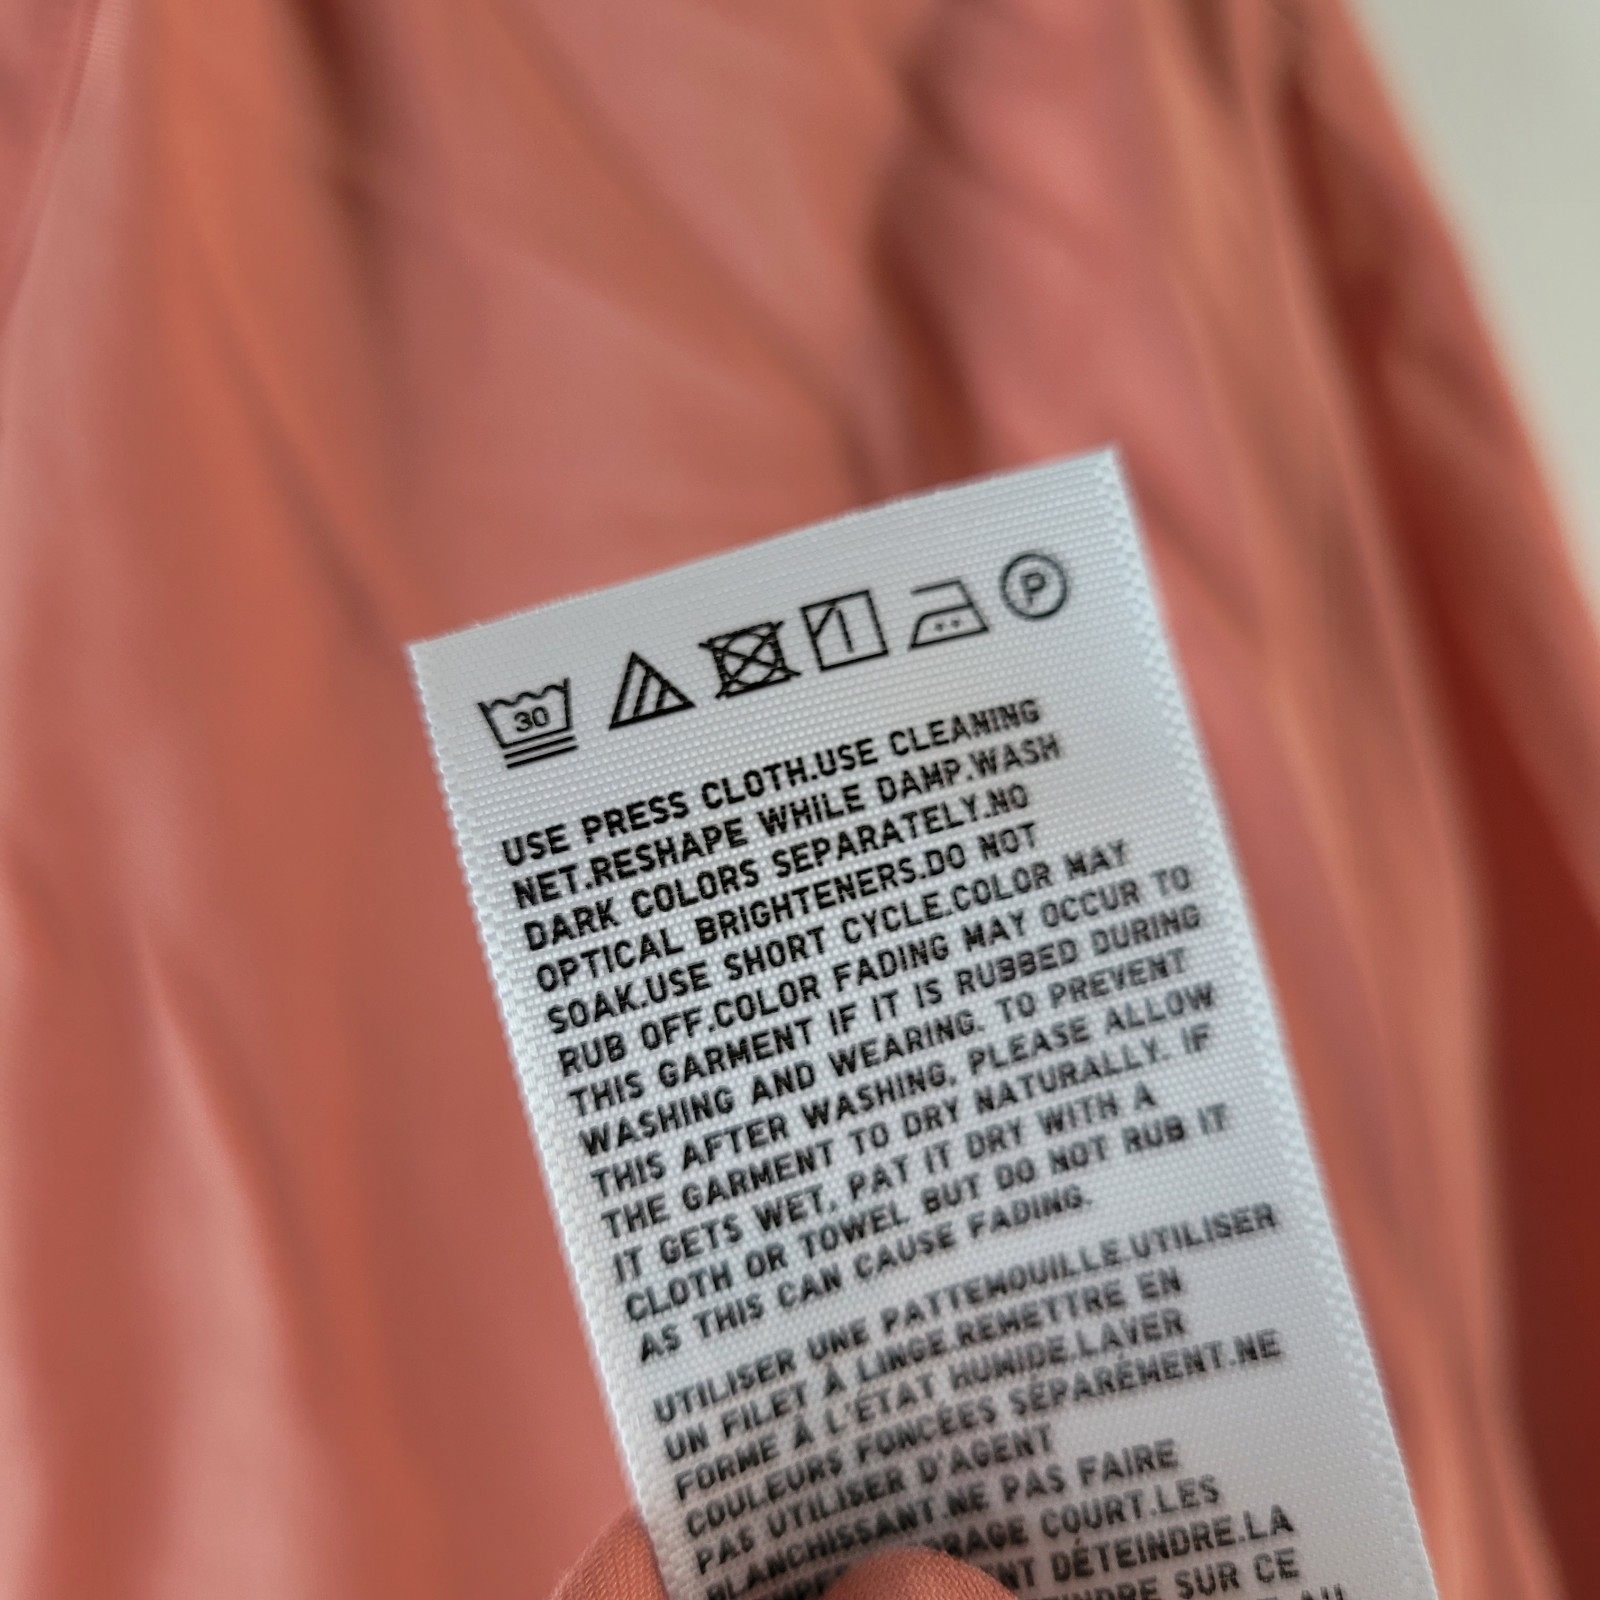 30
P
USE PRESS CLOTH.USE CLEANING
NET.RESHAPE WHILE DAMP.WASH
DARK COLORS SEPARATELY.NO
OPTICAL BRIGHTENERS.DO NOT
SOAK.USE SHORT CYCLE.COLOR MAY
RUB OFF.COLOR FADING MAY OCCUR TO
THIS GARMENT IF IT IS RUBBED DURING
WASHING AND WEARING. TO PREVENT
THIS AFTER WASHING, PLEASE ALLOW
THE GARMENT TO DRY NATURALLY. IF
IT GETS WET, PAT IT DRY WITH A
CLOTH OR TOWEL BUT DO NOT RUB IT
AS THIS CAN CAUSE FADING.
UTILISER UNE PATTEMOUILLE.UTILISER
UN FILET À LINGE.REMETTRE EN
FORME À L'ÉTAT HUMIDE.LAVER
COULEURS FONCÉES SÉPARÉMENT.NE
PAS UTILISER D'AGENT
BLANCHISSANT.NE PAS FAIRE
COURT.LES
DÉTEINDRE.LA
SUR CE
AU